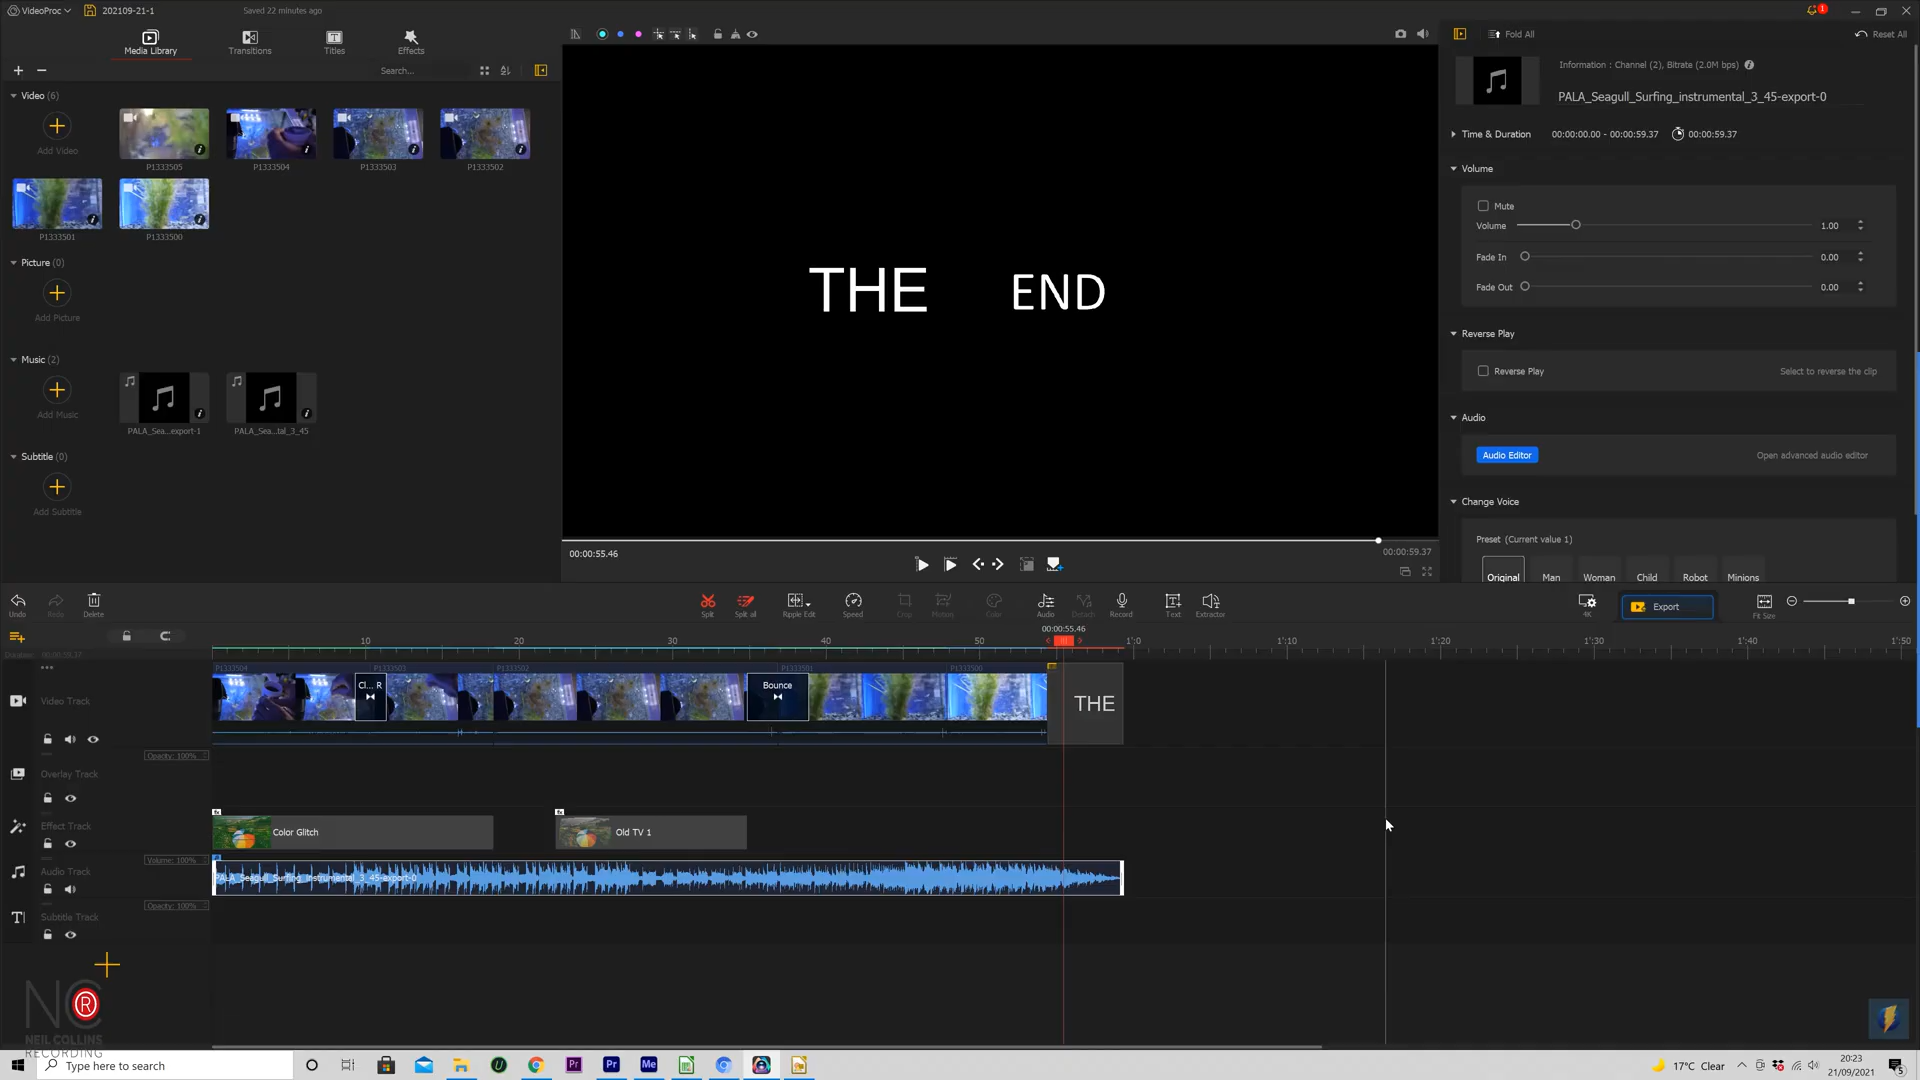 VideoProc
202109-21-1
Saved 22 minutes ago
Media Library
Transitions
Titles
Effects
Search...
Fold All
Reset All
Information : Channel (2), Bitrate (2.0M bps)
PALA_Seagull_Surfing_instrumental_3_45-export-0
Time & Duration
00:00:00.00 - 00:00:59.37
00:00:59.37
Video (6)
Add Video
P1333505
P1333504
P1333503
P1333502
P1333501
P1333500
Picture (0)
Add Picture
Music (2)
Add Music
PALA_Sea...export-1
PALA_Sea...tal_3_45
Subtitle (0)
Add Subtitle
THE END
00:00:55.46
00:00:59.37
Volume
Mute
Volume
1.00
Fade In
0.00
Fade Out
0.00
Reverse Play
Reverse Play
Select to reverse the clip
Audio
Audio Editor
Open advanced audio editor
Change Voice
Preset (Current value 1)
Original
Man
Woman
Child
Robot
Minions
Undo
Redo
Delete
Split
Split all
Ripple Edit
Speed
Crop
Motion
Color
Audio
Detach
Record
Text
Extractor
4K
Export
Fit Size
00:00:55.46
10
20
30
40
50
1:0
1:10
1:20
1:30
1:40
1:50
P1333504
P1333503
P1333502
P1333501
P1333500
Video Track
Cl... R
Bounce
THE
Opacity: 100%
Overlay Track
Effect Track
Color Glitch
Old TV 1
Volume: 100%
Audio Track
PALA_Seagull_Surfing_instrumental_3_45-export-0
Opacity: 100%
Subtitle Track
NC
R
NEIL COLLINS
RECORDING
Type here to search
17°C Clear
20:23
21/09/2021
5